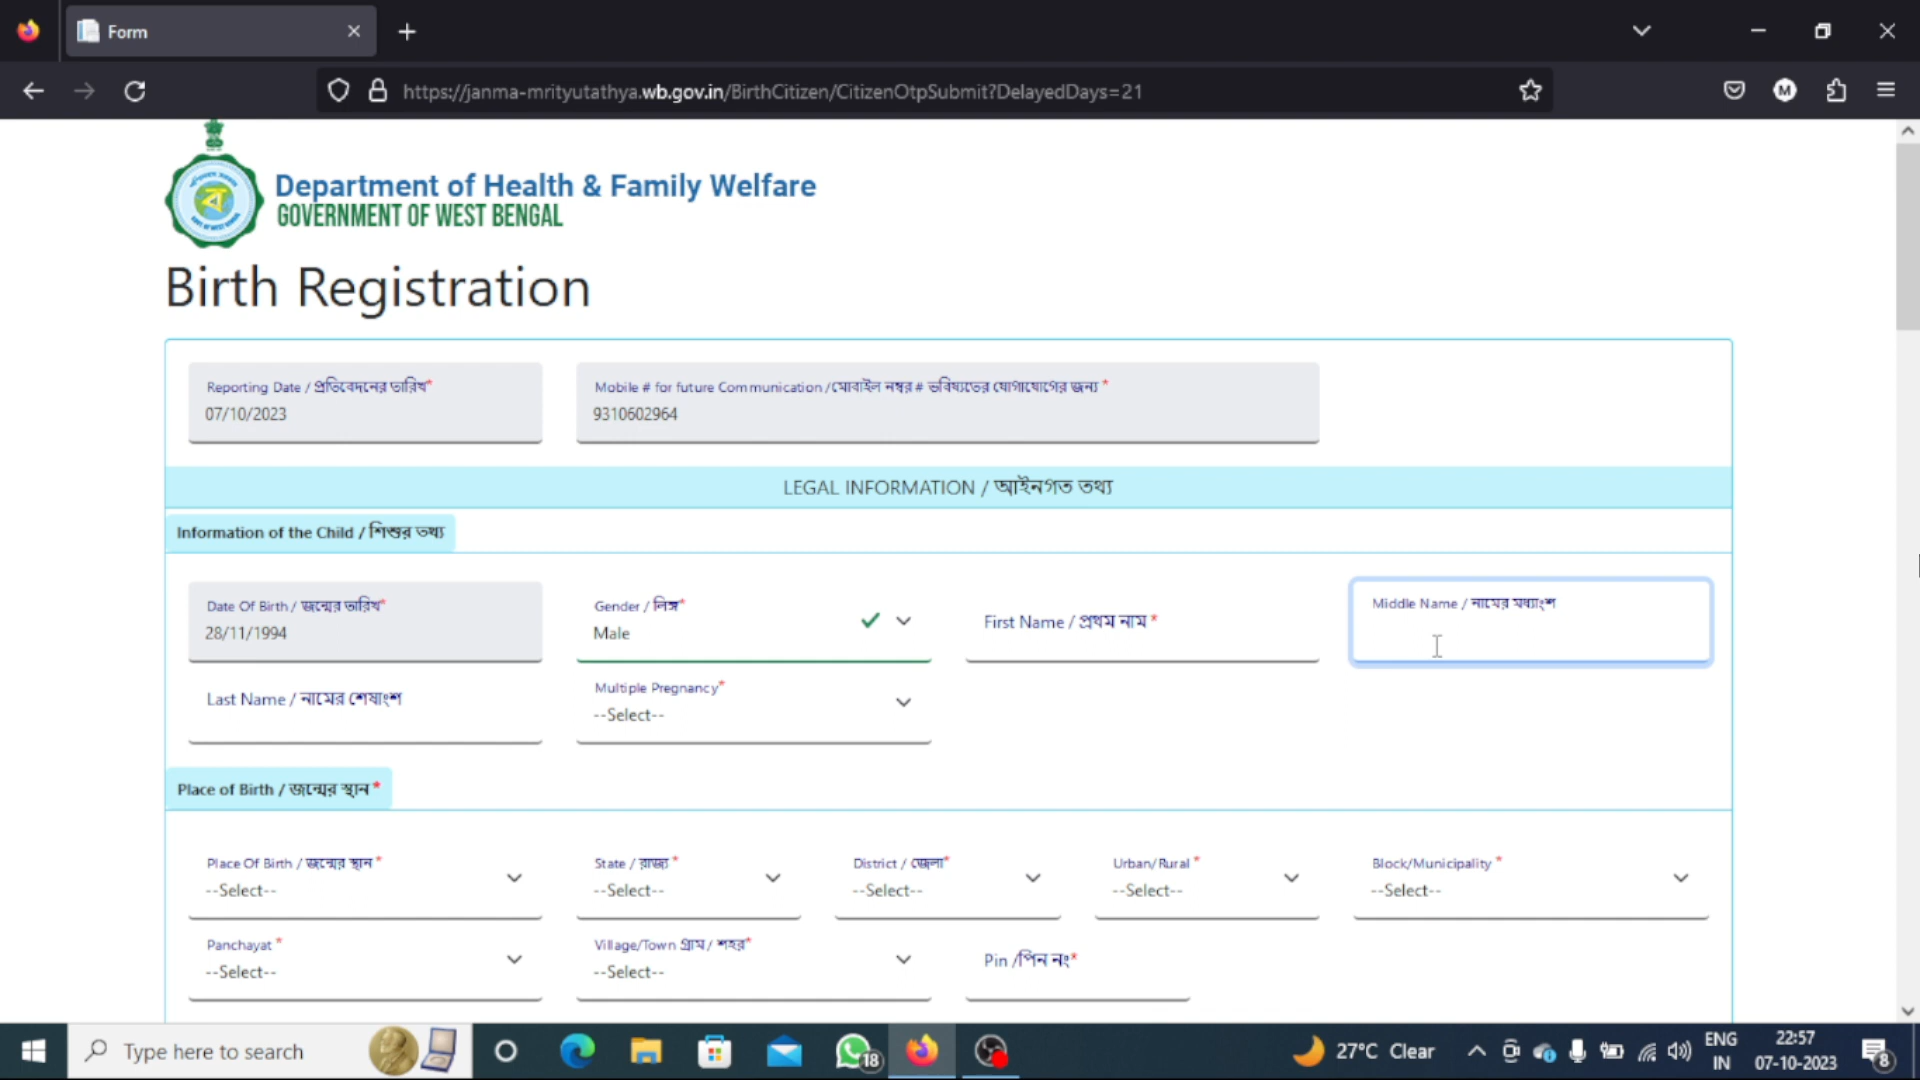 Form
https://janma-mrityutathya.wb.gov.in/BirthCitizen/CitizenOtpSubmit?DelayedDays=21
M
Department of Health & Family Welfare
GOVERNMENT OF WEST BENGAL
Birth Registration
Reporting Date / প্রতিবেদনের তারিখ*
07/10/2023
Mobile # for future Communication /মোবাইল নম্বর # ভবিষ্যতের যোগাযোগের জন্য *
9310602964
LEGAL INFORMATION / আইনগত তথ্য
Information of the Child / শিশুর তথ্য
Date Of Birth / জন্মের তারিখ*
28/11/1994
Gender / লিঙ্গ*
Male
First Name / প্রথম নাম *
Middle Name / নামের মধ্যাংশ
Last Name / নামের শেষাংশ
Multiple Pregnancy*
--Select--
Place of Birth / জন্মের স্থান *
Place Of Birth / জন্মের স্থান *
--Select--
State / রাজ্য *
--Select--
District / জেলা*
--Select--
Urban/Rural *
--Select--
Block/Municipality *
--Select--
Panchayat *
--Select--
Village/Town গ্রাম / শহর*
--Select--
Pin /পিন নং*
Type here to search
18
27°C Clear
ENG
IN
22:57
07-10-2023
8